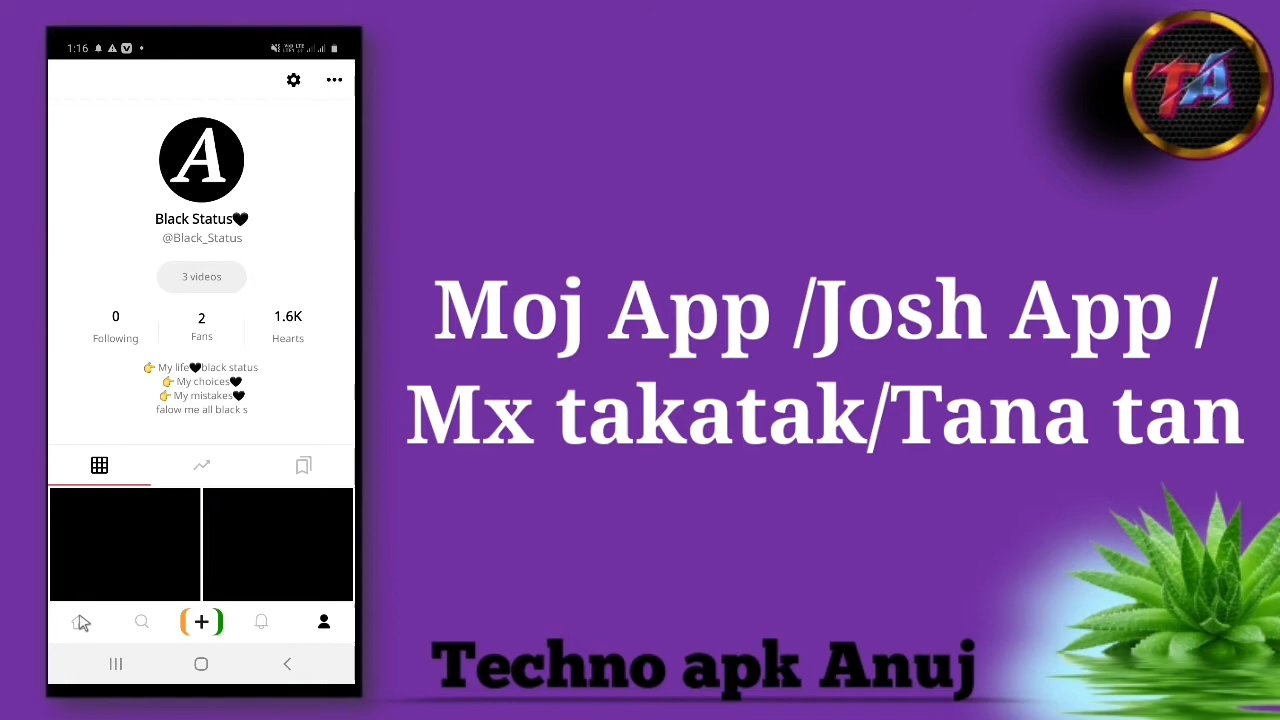 1:16
A
Black Status🖤
@Black_Status
3 videos
0 2 1.6K
Following Fans Hearts
👉 My life🖤black status
👉 My choices🖤
👉 My mistakes🖤
falow me all black s
TA
Moj App /Josh App /
Mx takatak/Tana tan
Techno apk Anuj